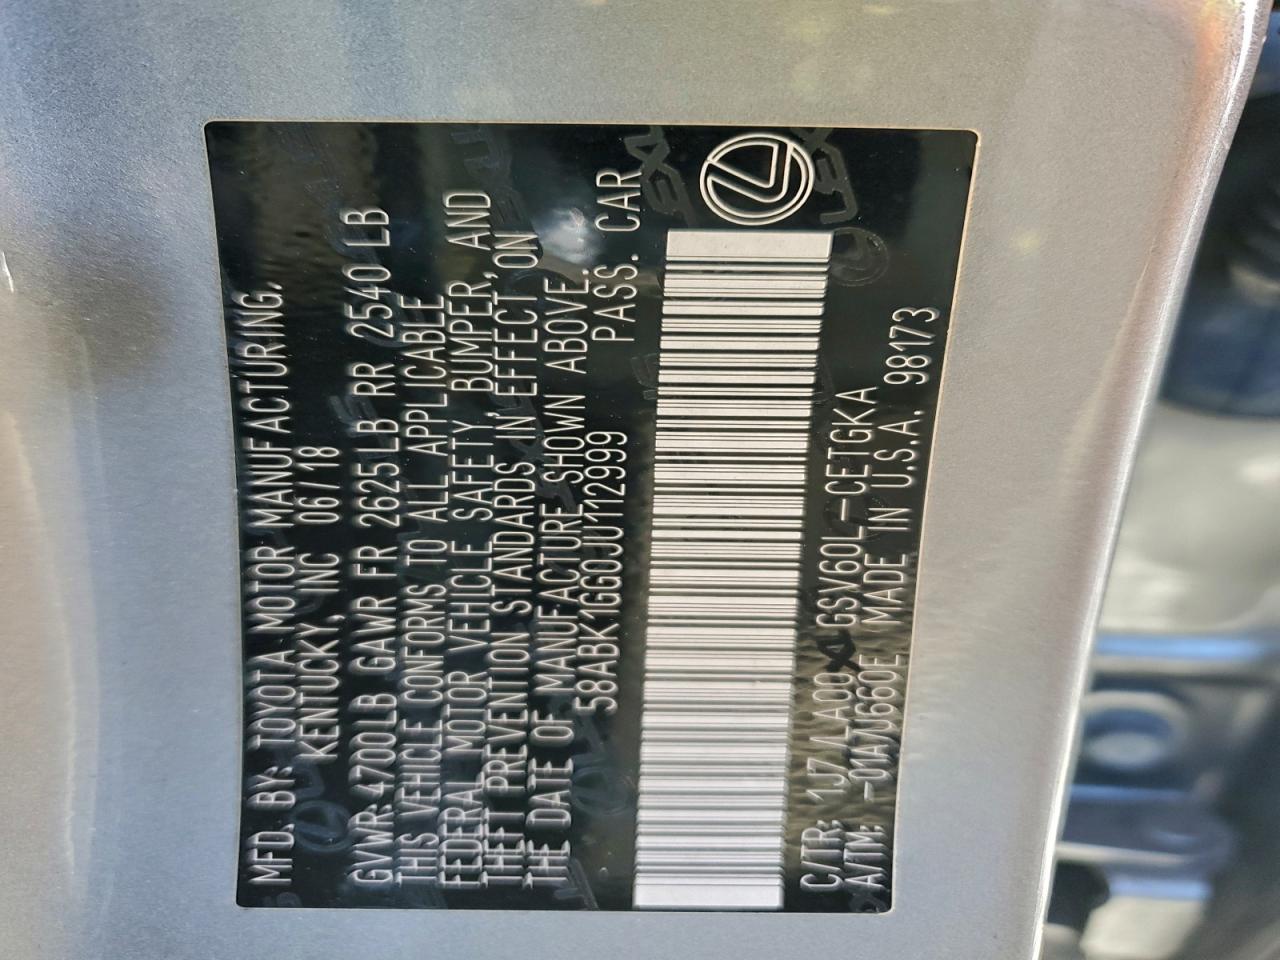 MFD. BY: TOYOTA MOTOR MANUFACTURING,
KENTUCKY, INC 06/18
GVWR:4700LB GAWR FR 2625LB RR 2540 LB
THIS VEHICLE CONFORMS TO ALL APPLICABLE
FEDERAL MOTOR VEHICLE SAFETY, BUMPER, AND
THEFT PREVENTION STANDARDS IN EFFECT ON
THE DATE OF MANUFACTURE SHOWN ABOVE.
58ABK1GG0JU112999 PASS. CAR
C/TR: 1J7/LA00 GSV60L-CETGKA
A/TM: -01A/U660E MADE IN U.S.A. 98173